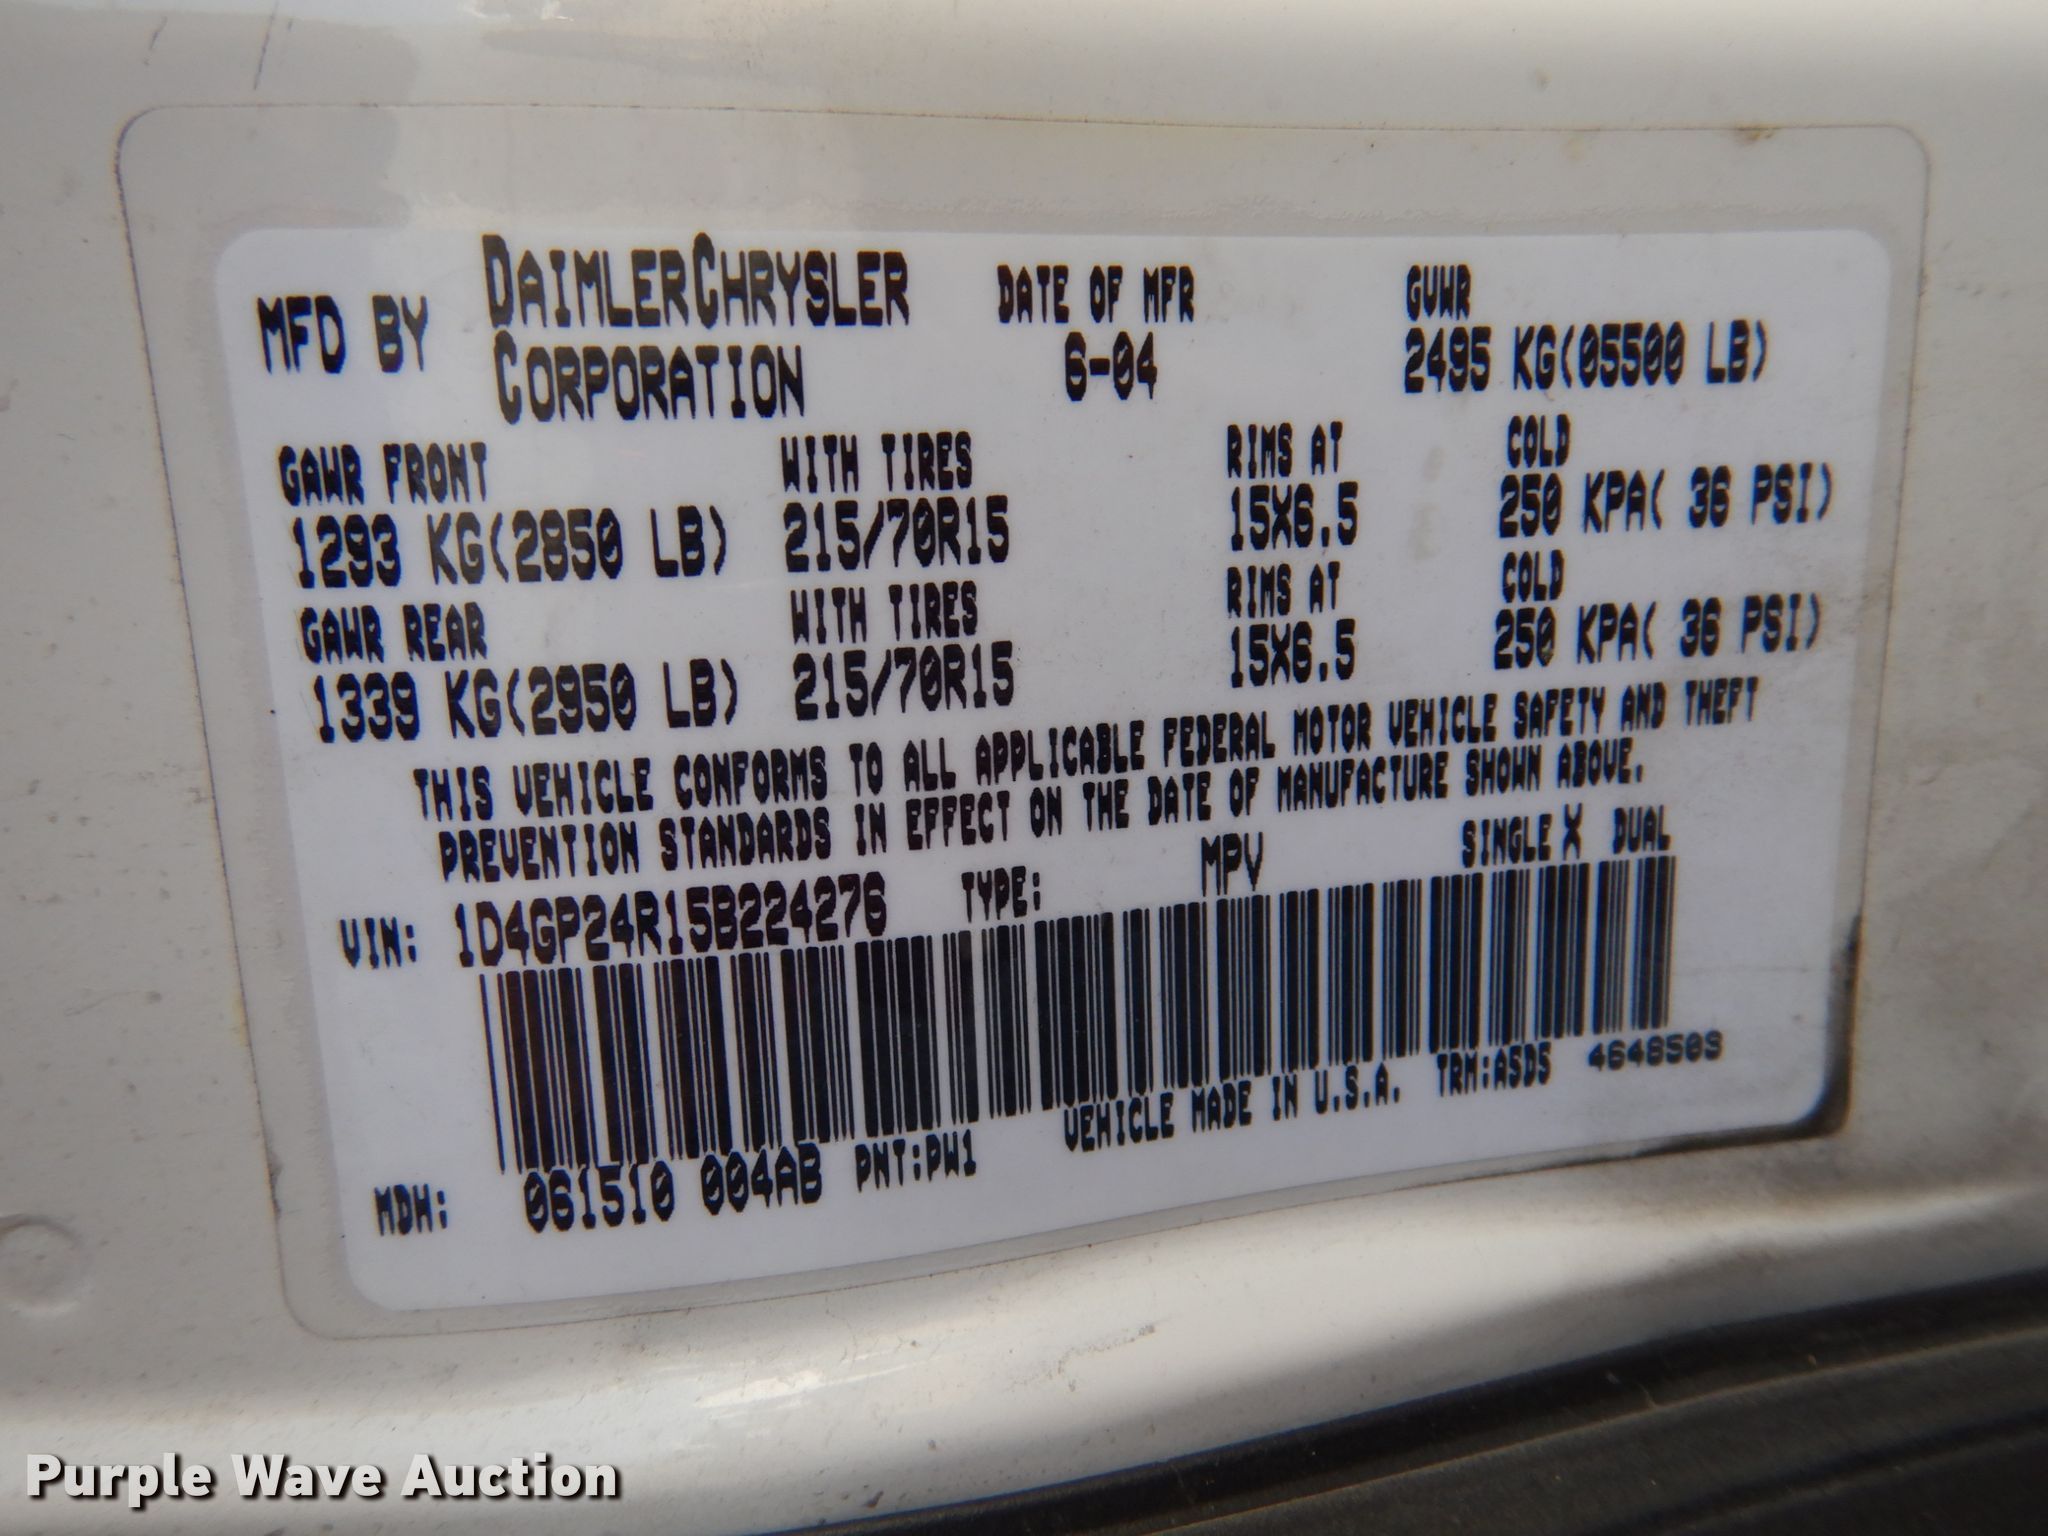 MFD BY DAIMLERCHRYSLER CORPORATION DATE OF MFR 6-04 GVWR 2495 KG(05500 LB)
GAWR FRONT WITH TIRES RIMS AT COLD
1293 KG(2850 LB) 215/70R15 15X6.5 250 KPA( 36 PSI)
GAWR REAR WITH TIRES RIMS AT COLD
1339 KG(2950 LB) 215/70R15 15X6.5 250 KPA( 36 PSI)
THIS VEHICLE CONFORMS TO ALL APPLICABLE FEDERAL MOTOR VEHICLE SAFETY AND THEFT
PREVENTION STANDARDS IN EFFECT ON THE DATE OF MANUFACTURE SHOWN ABOVE.
VIN: 1D4GP24R15B224276 TYPE: MPV SINGLE X DUAL
MDH: 061510 004AB PNT:PW1 VEHICLE MADE IN U.S.A. TRM:A5D5 4648509
Purple Wave Auction